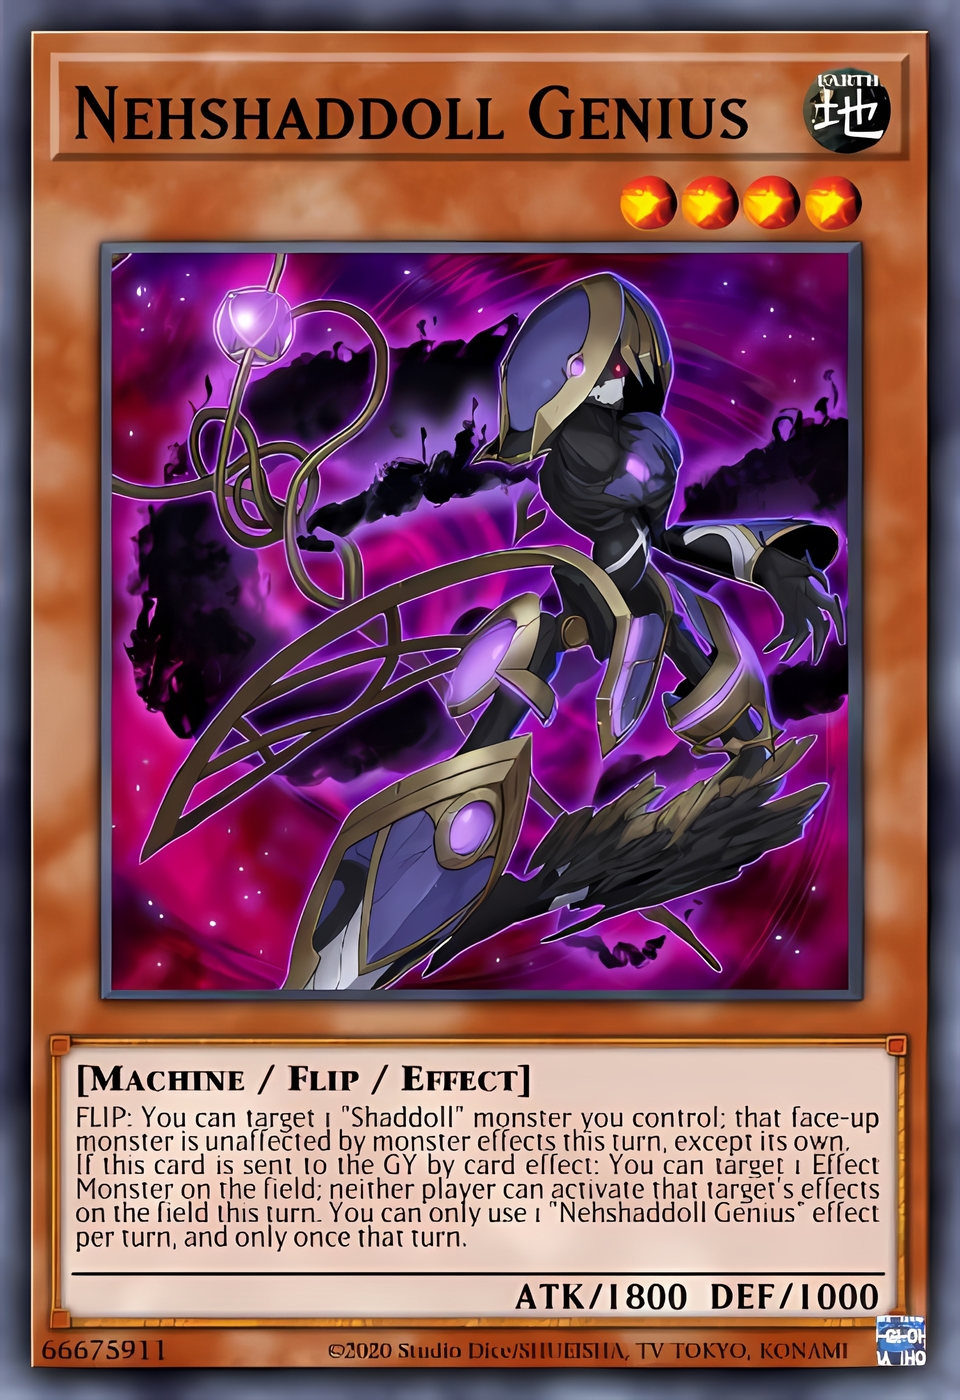 NEHSHADDOLL GENIUS
EARTH
地
[MACHINE / FLIP / EFFECT]
FLIP: You can target 1 "Shaddoll" monster you control; that face-up
monster is unaffected by monster effects this turn, except its own.
If this card is sent to the GY by card effect: You can target 1 Effect
Monster on the field; neither player can activate that target's effects
on the field this turn. You can only use 1 "Nehshaddoll Genius" effect
per turn, and only once that turn.
ATK/1800 DEF/1000
66675911
©2020 Studio Dice/SHUEISHA, TV TOKYO, KONAMI